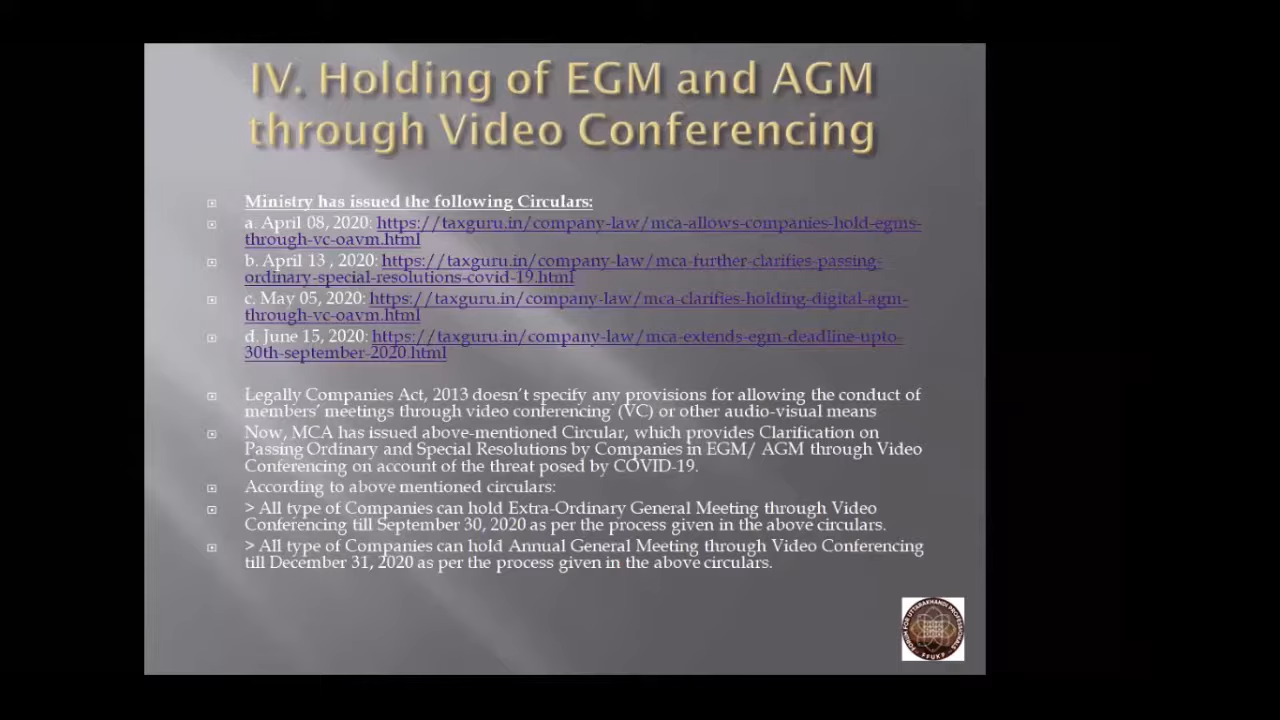 IV. Holding of EGM and AGM
through Video Conferencing
Ministry has issued the following Circulars:
a. April 08, 2020: https://taxguru.in/company-law/mca-allows-companies-hold-egms-
through-vc-oavm.html
b. April 13 , 2020: https://taxguru.in/company-law/mca-further-clarifies-passing-
ordinary-special-resolutions-covid-19.html
c. May 05, 2020: https://taxguru.in/company-law/mca-clarifies-holding-digital-agm-
through-vc-oavm.html
d. June 15, 2020: https://taxguru.in/company-law/mca-extends-egm-deadline-upto-
30th-september-2020.html
Legally Companies Act, 2013 doesn't specify any provisions for allowing the conduct of
members' meetings through video conferencing (VC) or other audio-visual means
Now, MCA has issued above-mentioned Circular, which provides Clarification on
Passing Ordinary and Special Resolutions by Companies in EGM/ AGM through Video
Conferencing on account of the threat posed by COVID-19.
According to above mentioned circulars:
> All type of Companies can hold Extra-Ordinary General Meeting through Video
Conferencing till September 30, 2020 as per the process given in the above circulars.
> All type of Companies can hold Annual General Meeting through Video Conferencing
till December 31, 2020 as per the process given in the above circulars.
FORUM FOR UTTARAKHANDI PROFESSIONALS
FFUKP